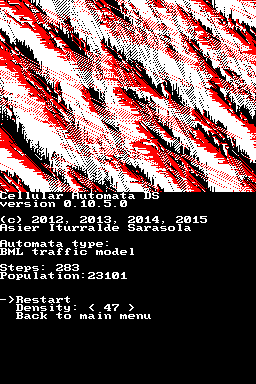 Cellular Automata DS
version 0.10.5.0
(c) 2012, 2013, 2014, 2015
Asier Iturralde Sarasola
Automata type:
BML traffic model
Steps: 283
Population:23101
->Restart
Density: < 47 >
Back to main menu